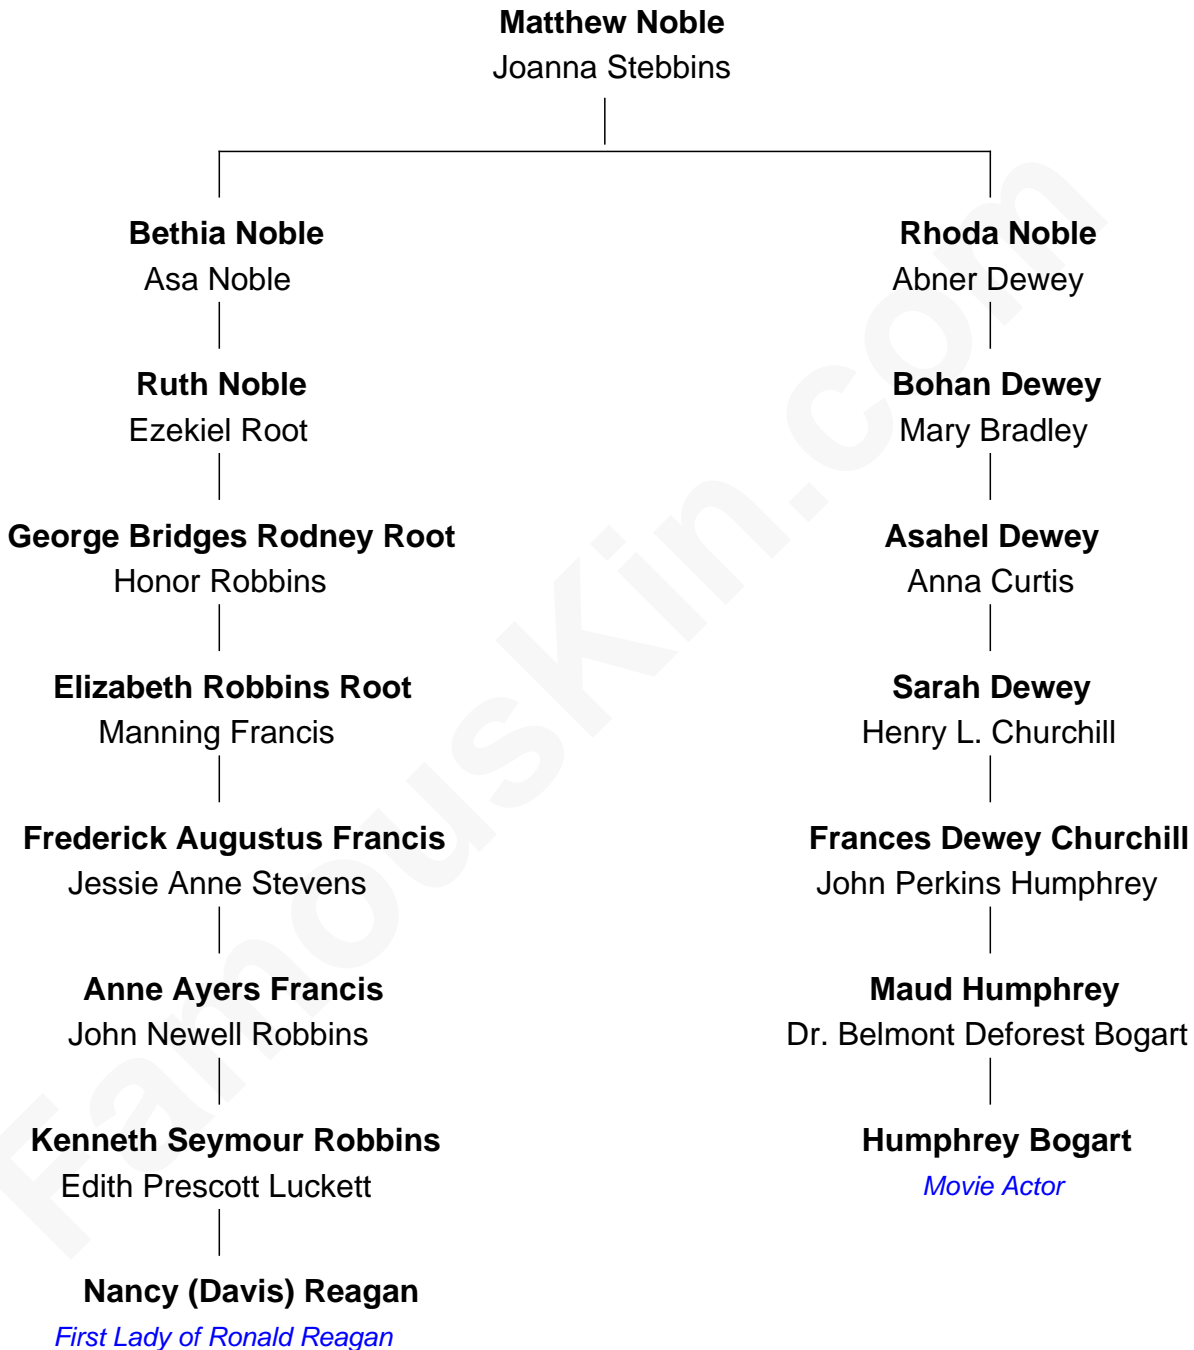 Matthew Noble
Joanna Stebbins
Bethia Noble
Asa Noble
Rhoda Noble
Abner Dewey
Ruth Noble
Ezekiel Root
Bohan Dewey
Mary Bradley
George Bridges Rodney Root
Honor Robbins
Asahel Dewey
Anna Curtis
Elizabeth Robbins Root
Manning Francis
Sarah Dewey
Henry L. Churchill
Frederick Augustus Francis
Jessie Anne Stevens
Frances Dewey Churchill
John Perkins Humphrey
Anne Ayers Francis
John Newell Robbins
Maud Humphrey
Dr. Belmont Deforest Bogart
Kenneth Seymour Robbins
Edith Prescott Luckett
Humphrey Bogart
Movie Actor
Nancy (Davis) Reagan
First Lady of Ronald Reagan
FamousKin.com